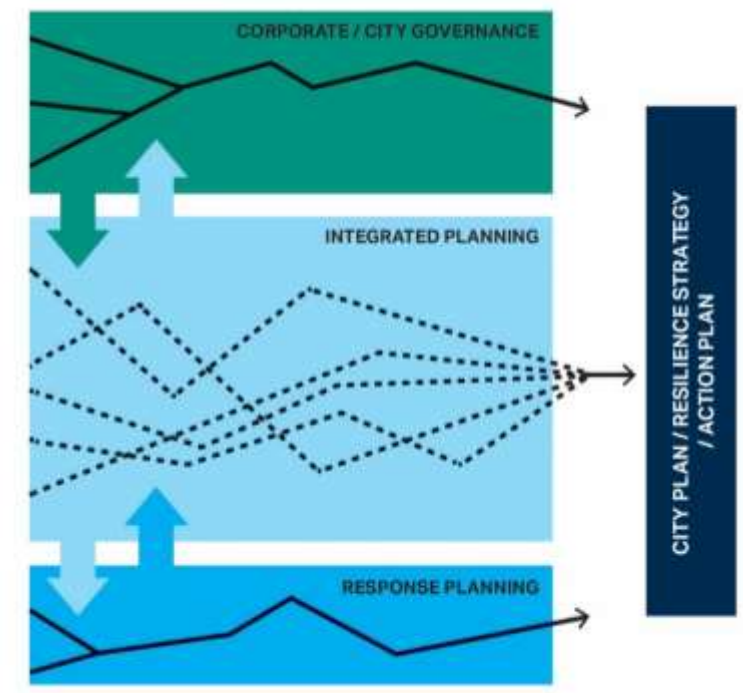 CORPORATE / CITY GOVERNANCE
INTEGRATED PLANNING
RESPONSE PLANNING
CITY PLAN / RESILIENCE STRATEGY
/ ACTION PLAN